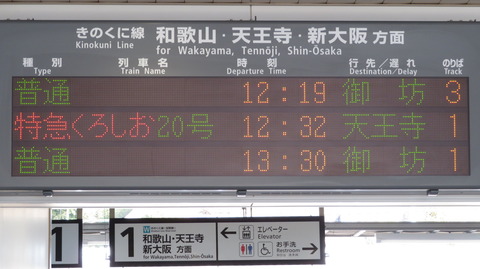 きのくに線 和歌山・天王寺・新大阪 方面
Kinokuni Line for Wakayama, Tennōji, Shin-Ōsaka
種別 列車名 時刻 行先/遅れ のりば
Type Train Name Departure Time Destination/Delay Track
普通 12:19 御坊 3
特急くろしお20号 12:32 天王寺 1
普通 13:30 御坊 1
1
1 W 和歌山・天王寺
新大阪 方面
for Wakayama, Tennōji, Shin-Ōsaka
エレベーター
Elevator
お手洗
Restroom